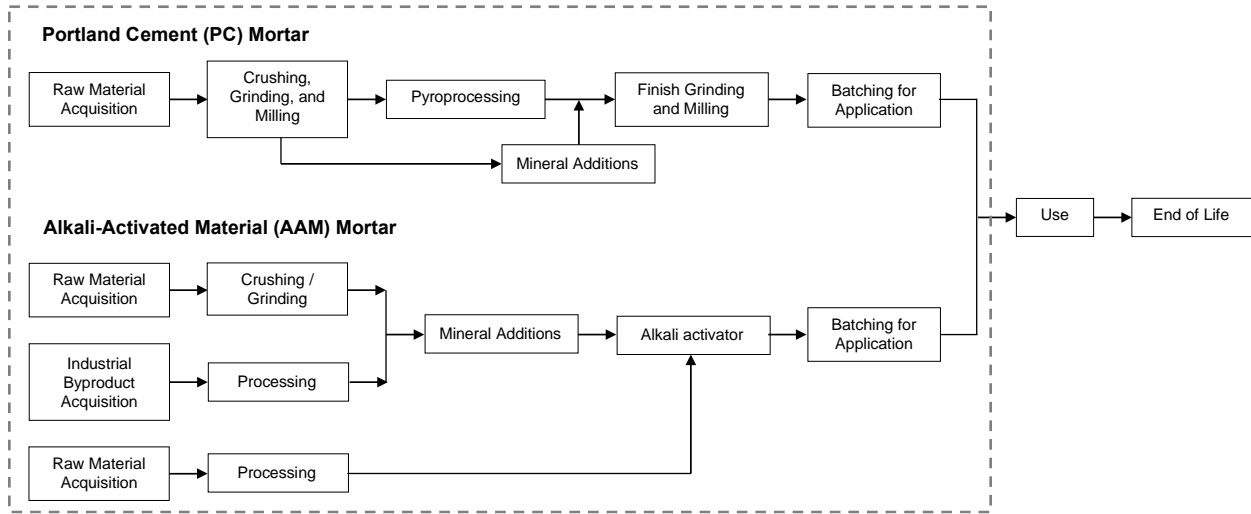 Portland Cement (PC) Mortar
Raw Material
Acquisition
Crushing,
Grinding, and
Milling
Pyroprocessing
Finish Grinding
and Milling
Batching for
Application
Mineral Additions
Use
End of Life
Alkali-Activated Material (AAM) Mortar
Raw Material
Acquisition
Crushing /
Grinding
Mineral Additions
Alkali activator
Batching for
Application
Industrial
Byproduct
Acquisition
Processing
Raw Material
Acquisition
Processing